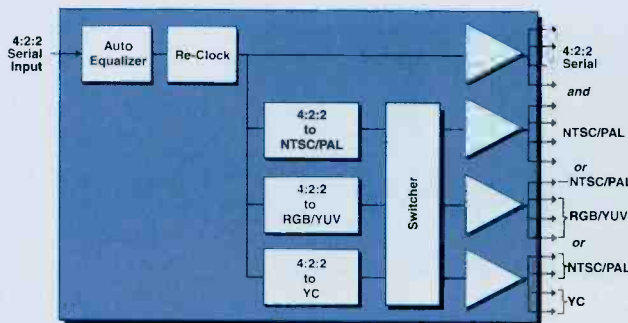 4:2:2
Serial
Input
Auto
Equalizer
Re-Clock
4:2:2
Serial
and
4:2:2
to
NTSC/PAL
NTSC/PAL
or
NTSC/PAL
4:2:2
to
RGB/YUV
Switcher
RGB/YUV
or
4:2:2
to
YC
NTSC/PAL
YC